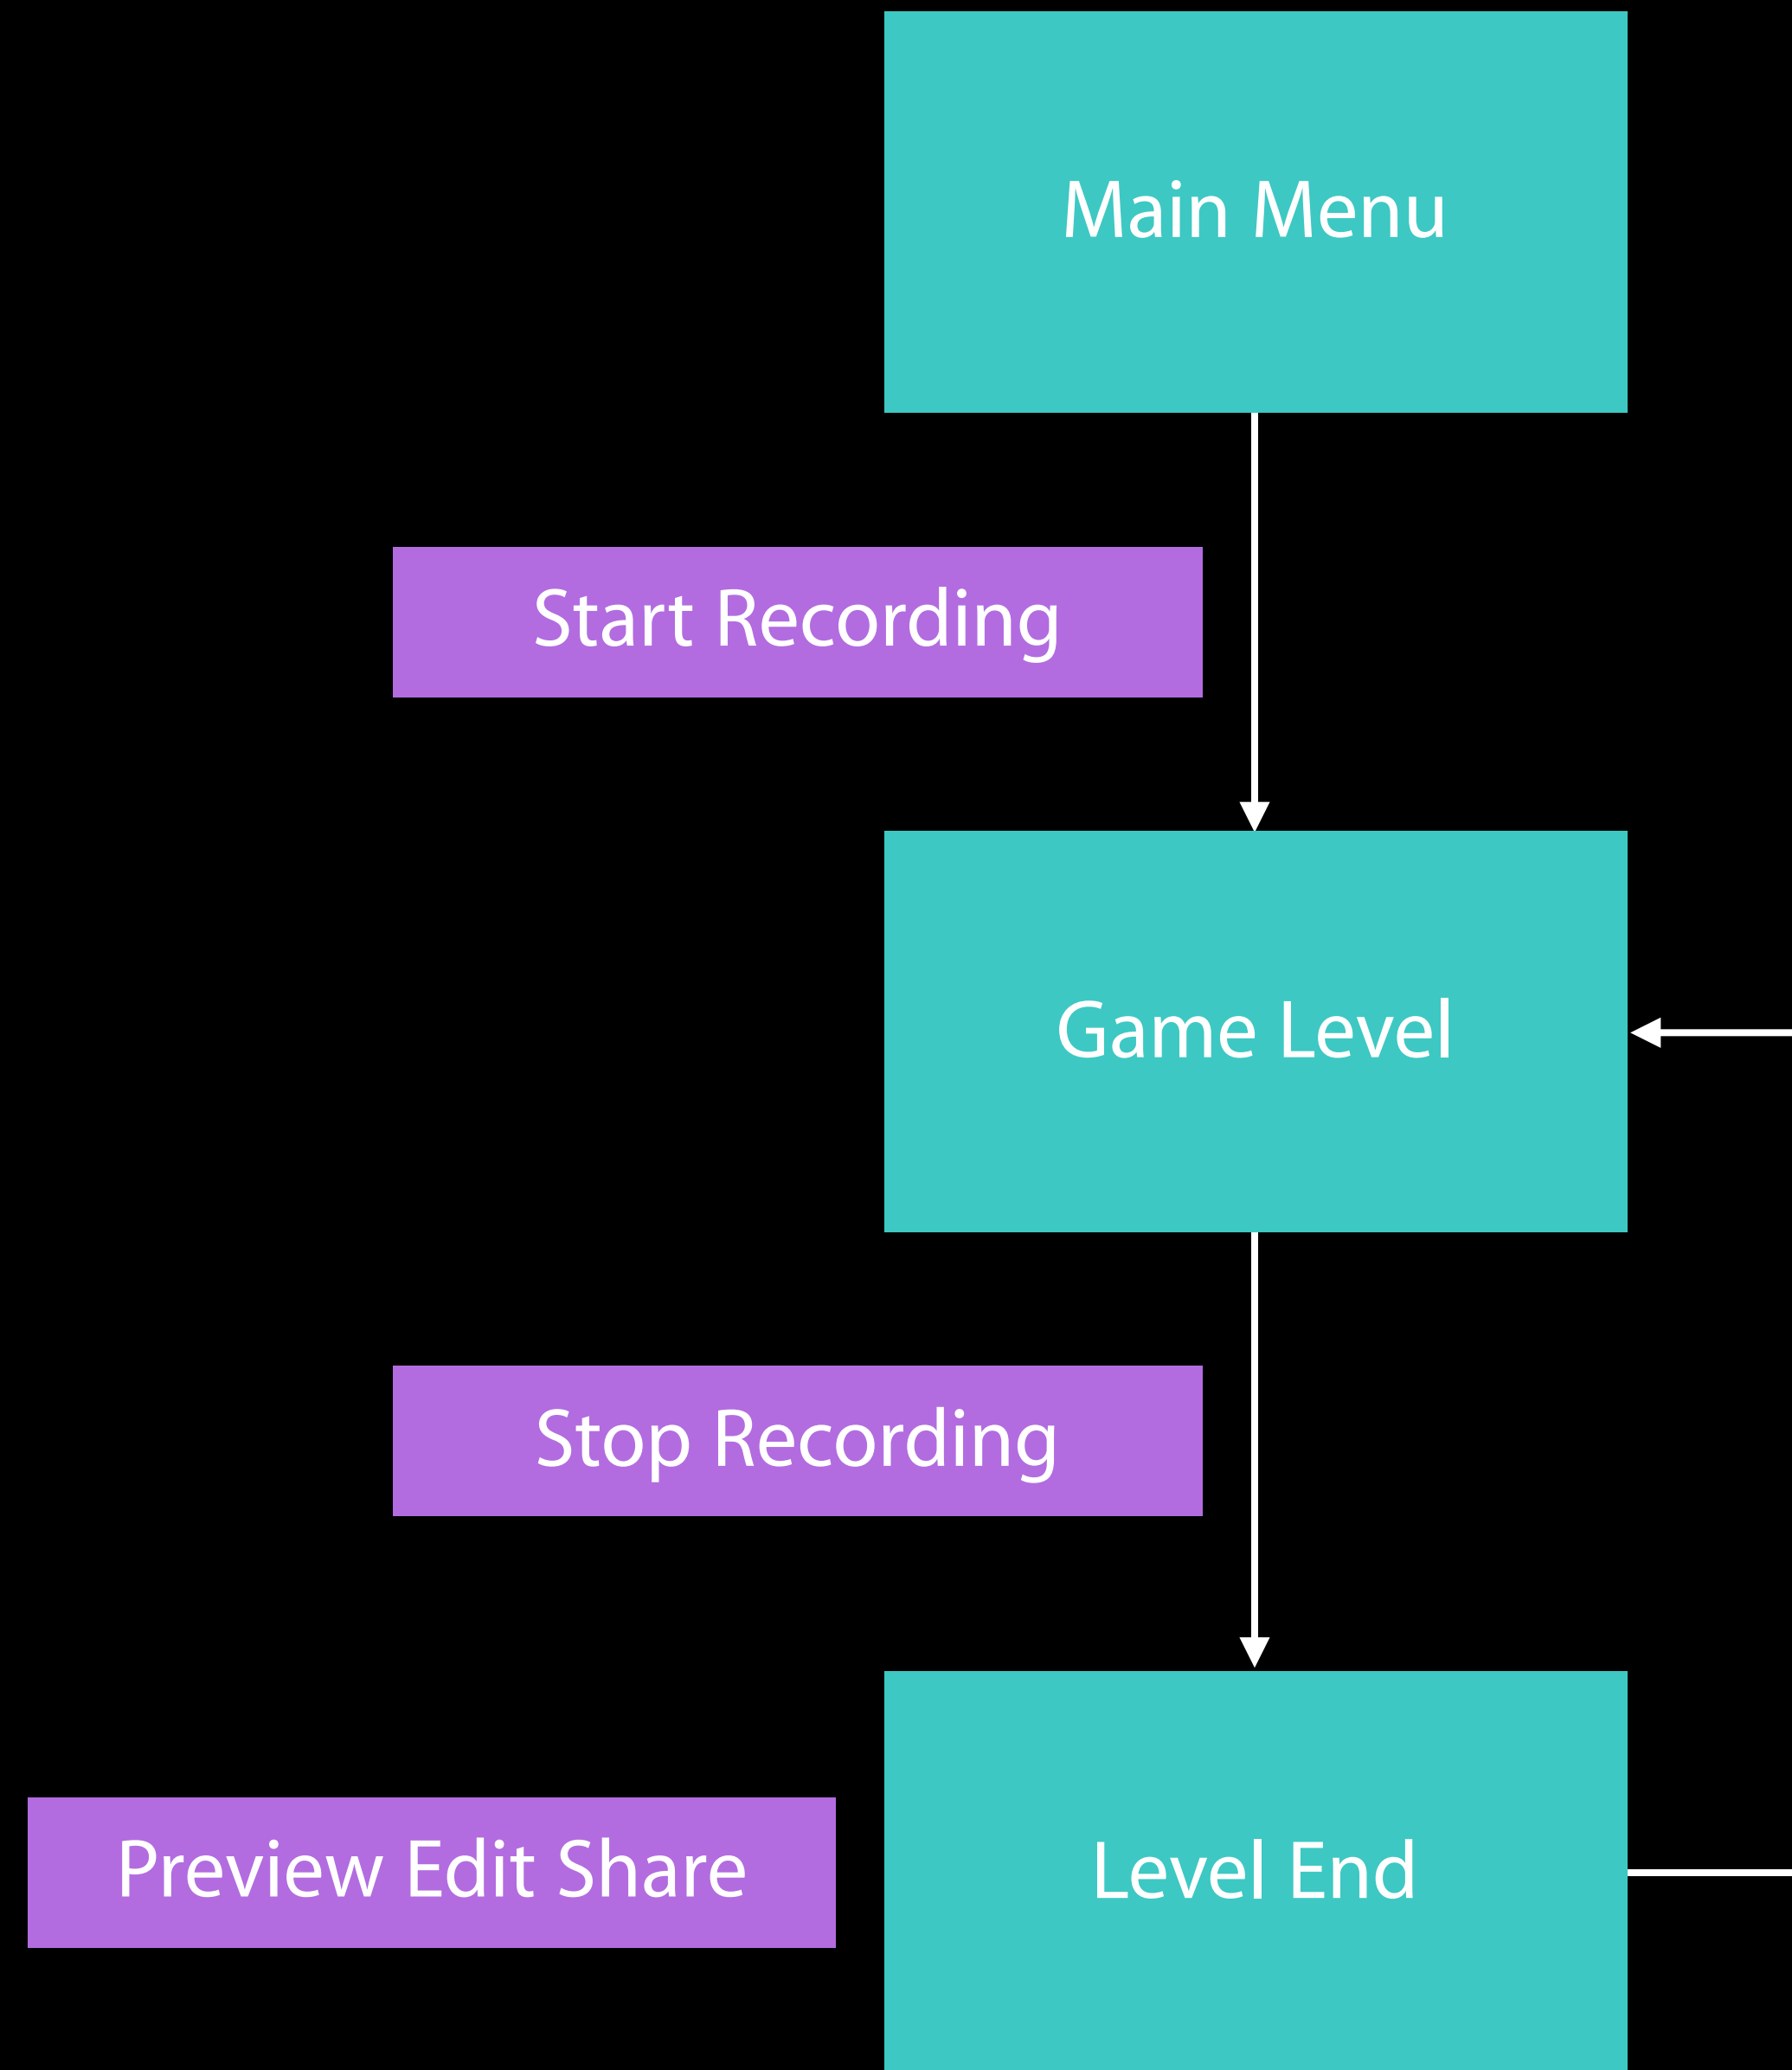 Main Menu
Start Recording
Game Level
Stop Recording
Preview Edit Share
Level End